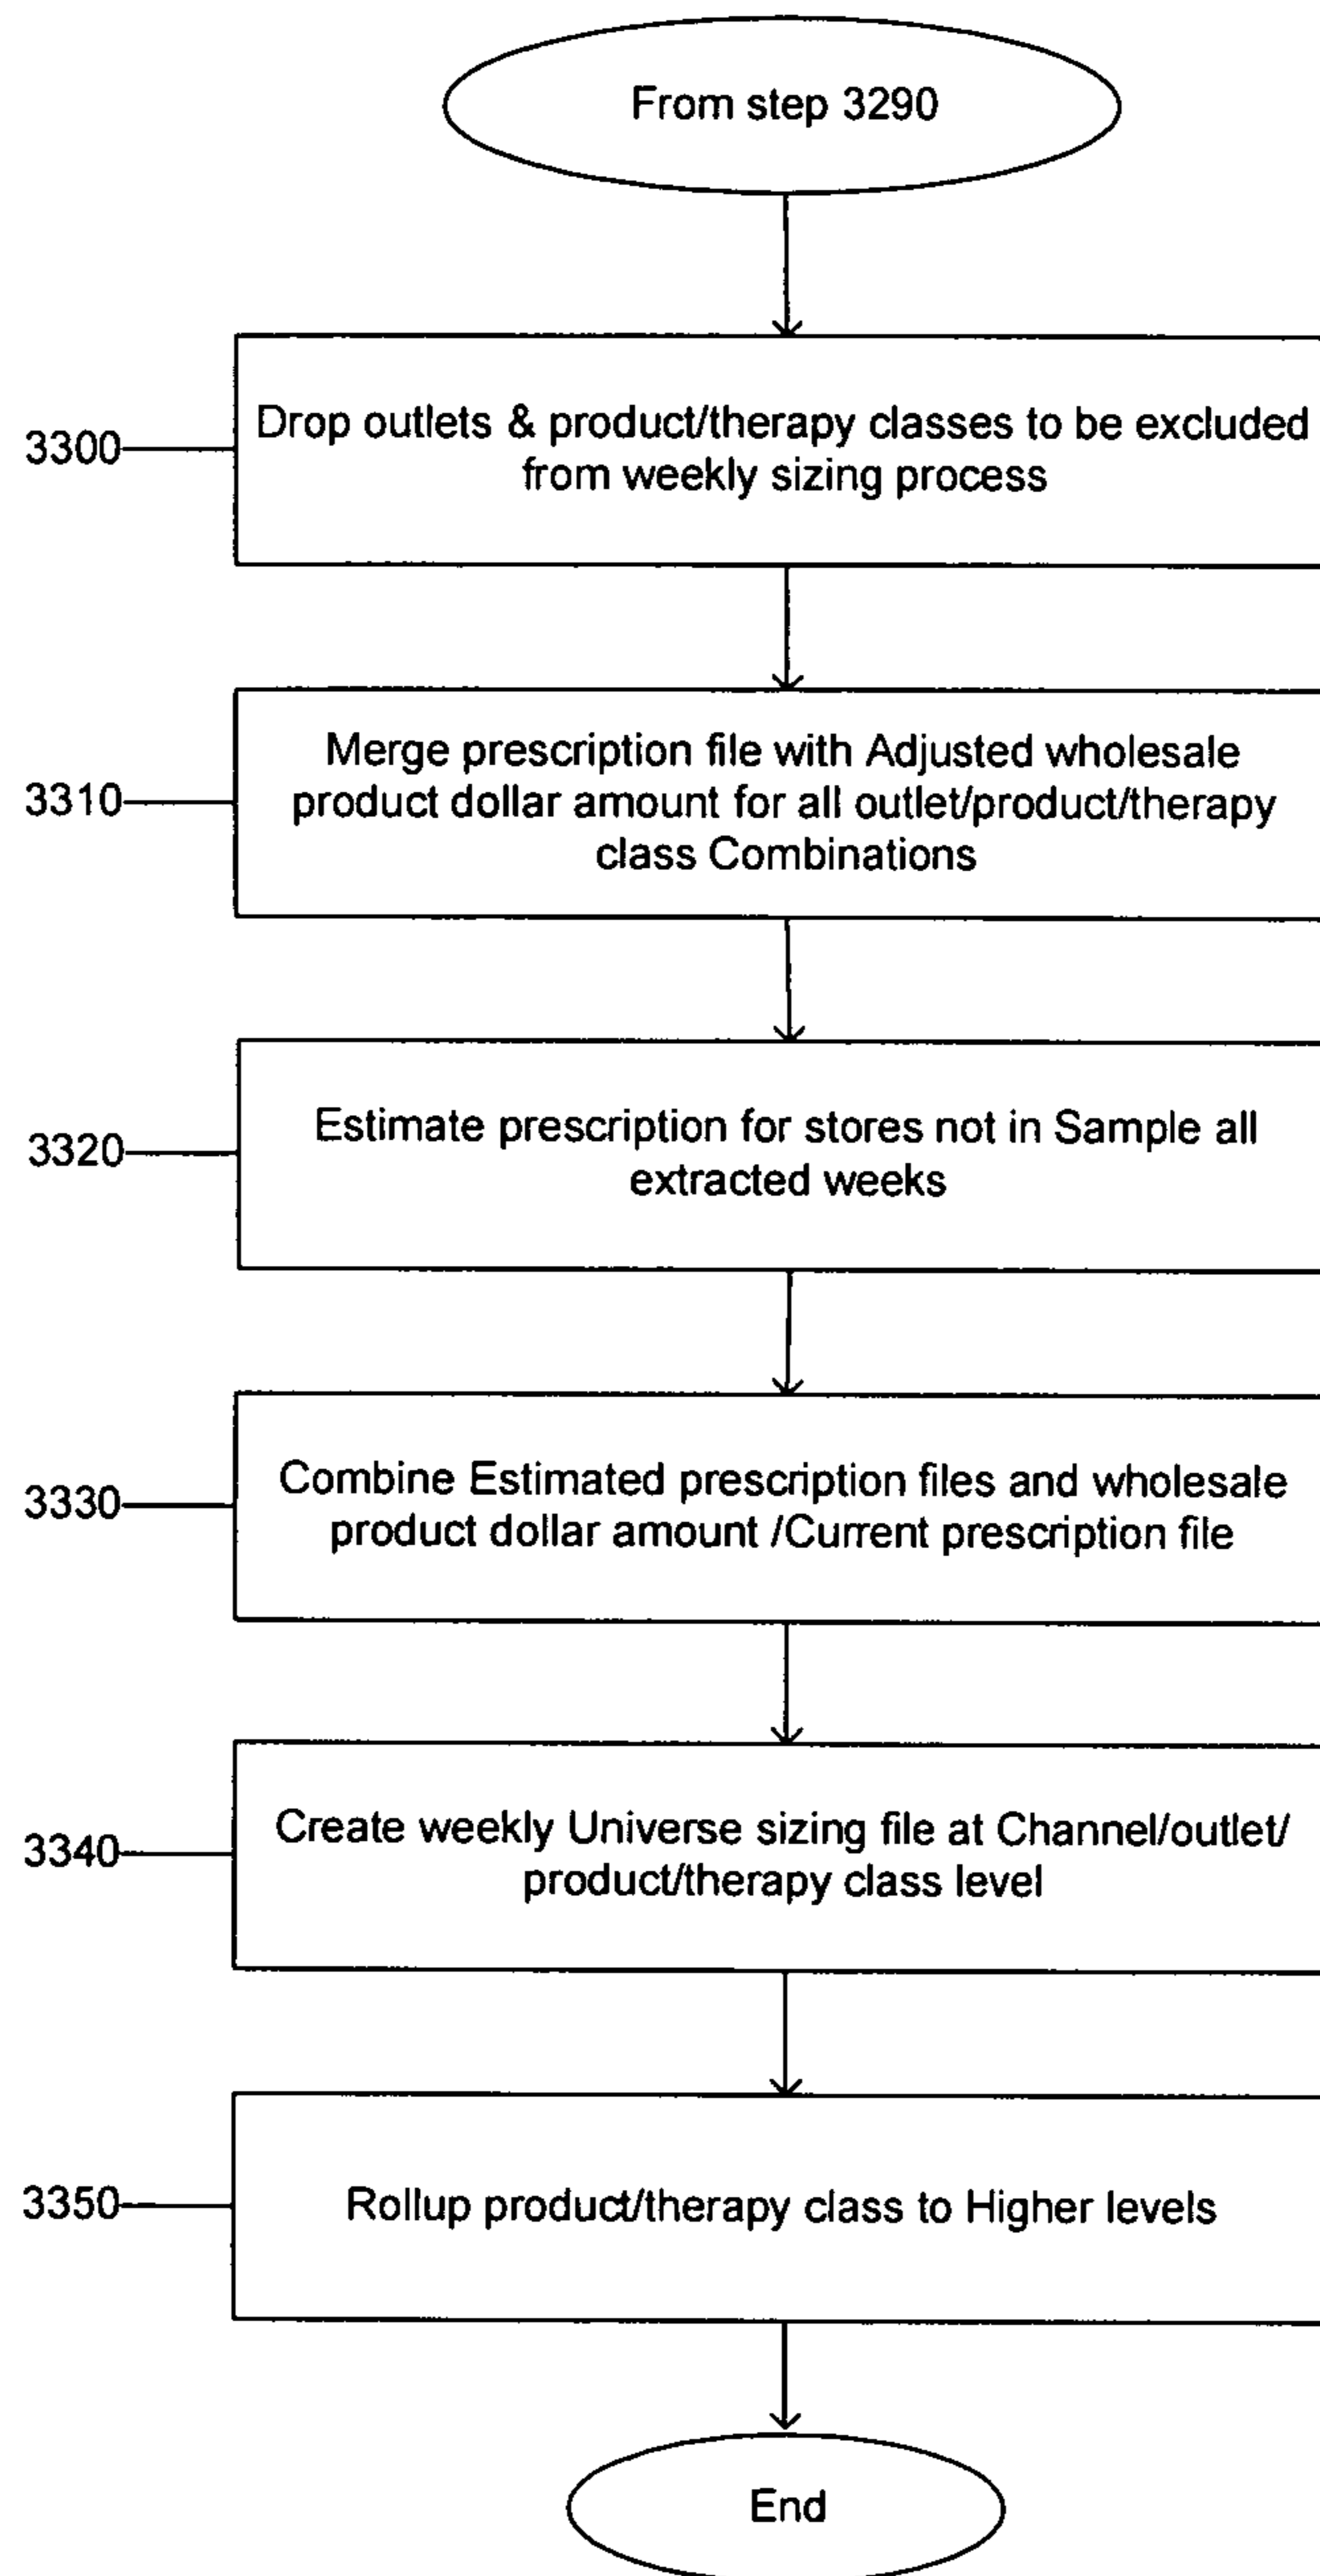 From step 3290
3300
Drop outlets & product/therapy classes to be excluded
from weekly sizing process
3310
Merge prescription file with Adjusted wholesale
product dollar amount for all outlet/product/therapy
class Combinations
3320
Estimate prescription for stores not in Sample all
extracted weeks
3330
Combine Estimated prescription files and wholesale
product dollar amount /Current prescription file
3340
Create weekly Universe sizing file at Channel/outlet/
product/therapy class level
3350
Rollup product/therapy class to Higher levels
End